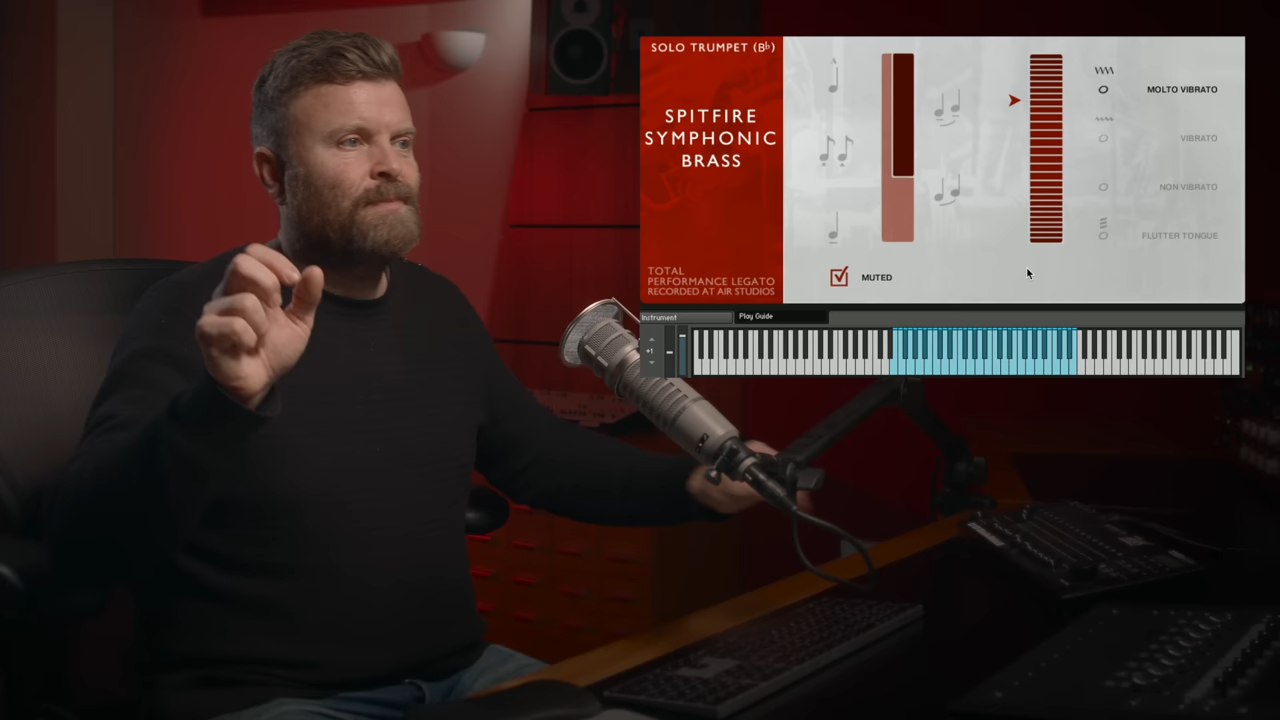 SOLO TRUMPET (B♭)
SPITFIRE
SYMPHONIC
BRASS
TOTAL
PERFORMANCE LEGATO
RECORDED AT AIR STUDIOS
MOLTO VIBRATO
VIBRATO
NON VIBRATO
FLUTTER TONGUE
MUTED
Instrument
Play Guide
+1